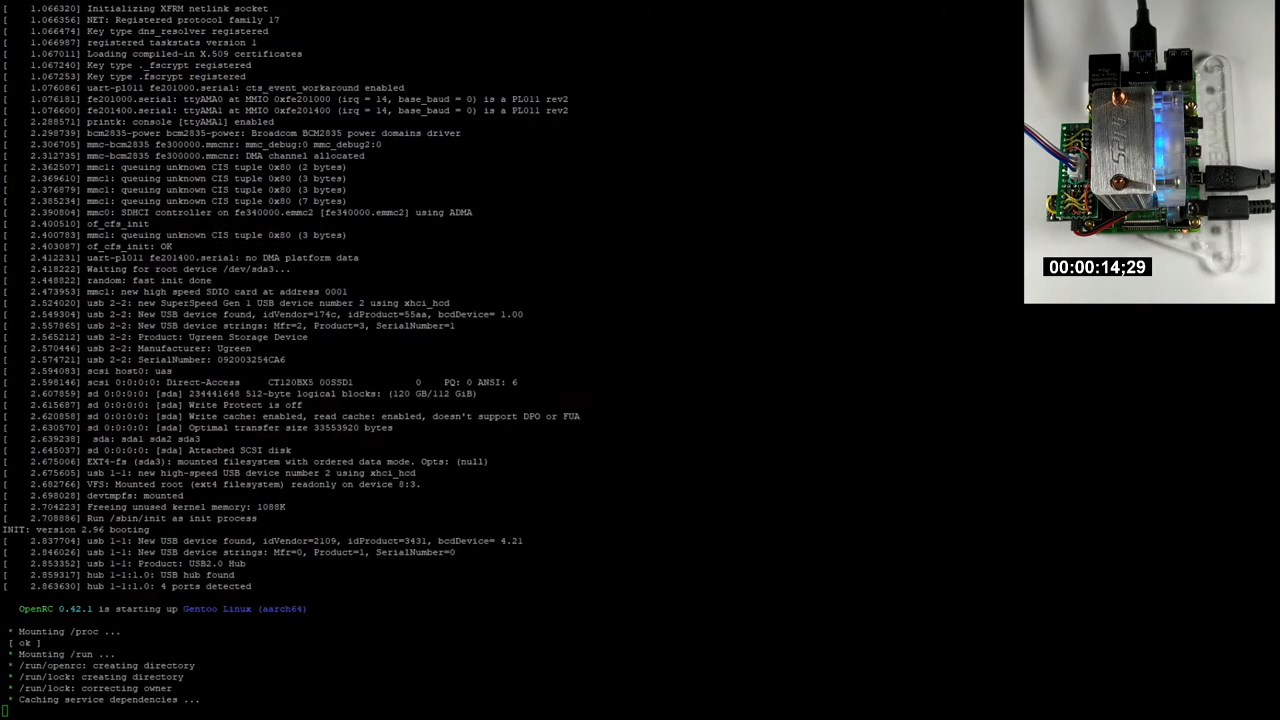 [    1.066320] Initializing XFRM netlink socket
[    1.066356] NET: Registered protocol family 17
[    1.066474] Key type dns_resolver registered
[    1.066987] registered taskstats version 1
[    1.067011] Loading compiled-in X.509 certificates
[    1.067240] Key type ._fscrypt registered
[    1.067253] Key type .fscrypt registered
[    1.076086] uart-pl011 fe201000.serial: cts_event_workaround enabled
[    1.076181] fe201000.serial: ttyAMA0 at MMIO 0xfe201000 (irq = 14, base_baud = 0) is a PL011 rev2
[    1.076600] fe201400.serial: ttyAMA1 at MMIO 0xfe201400 (irq = 14, base_baud = 0) is a PL011 rev2
[    2.288571] printk: console [ttyAMA1] enabled
[    2.298739] bcm2835-power bcm2835-power: Broadcom BCM2835 power domains driver
[    2.306705] mmc-bcm2835 fe300000.mmcnr: mmc_debug:0 mmc_debug2:0
[    2.312735] mmc-bcm2835 fe300000.mmcnr: DMA channel allocated
[    2.362507] mmc1: queuing unknown CIS tuple 0x80 (2 bytes)
[    2.369610] mmc1: queuing unknown CIS tuple 0x80 (3 bytes)
[    2.376879] mmc1: queuing unknown CIS tuple 0x80 (3 bytes)
[    2.385234] mmc1: queuing unknown CIS tuple 0x80 (7 bytes)
[    2.390804] mmc0: SDHCI controller on fe340000.emmc2 [fe340000.emmc2] using ADMA
[    2.400510] of_cfs_init
[    2.400783] mmc1: queuing unknown CIS tuple 0x80 (3 bytes)
[    2.403087] of_cfs_init: OK
[    2.412231] uart-pl011 fe201400.serial: no DMA platform data
[    2.418222] Waiting for root device /dev/sda3...
[    2.448822] random: fast init done
[    2.473953] mmc1: new high speed SDIO card at address 0001
[    2.524020] usb 2-2: new SuperSpeed Gen 1 USB device number 2 using xhci_hcd
[    2.549304] usb 2-2: New USB device found, idVendor=174c, idProduct=55aa, bcdDevice= 1.00
[    2.557865] usb 2-2: New USB device strings: Mfr=2, Product=3, SerialNumber=1
[    2.565212] usb 2-2: Product: Ugreen Storage Device
[    2.570446] usb 2-2: Manufacturer: Ugreen
[    2.574721] usb 2-2: SerialNumber: 092003254CA6
[    2.594083] scsi host0: uas
[    2.598146] scsi 0:0:0:0: Direct-Access     CT120BX5 00SSD1           0    PQ: 0 ANSI: 6
[    2.607859] sd 0:0:0:0: [sda] 234441648 512-byte logical blocks: (120 GB/112 GiB)
[    2.615687] sd 0:0:0:0: [sda] Write Protect is off
[    2.620858] sd 0:0:0:0: [sda] Write cache: enabled, read cache: enabled, doesn't support DPO or FUA
[    2.630570] sd 0:0:0:0: [sda] Optimal transfer size 33553920 bytes
[    2.639238]  sda: sda1 sda2 sda3
[    2.645037] sd 0:0:0:0: [sda] Attached SCSI disk
[    2.675006] EXT4-fs (sda3): mounted filesystem with ordered data mode. Opts: (null)
[    2.675605] usb 1-1: new high-speed USB device number 2 using xhci_hcd
[    2.682766] VFS: Mounted root (ext4 filesystem) readonly on device 8:3.
[    2.698028] devtmpfs: mounted
[    2.704223] Freeing unused kernel memory: 1088K
[    2.708886] Run /sbin/init as init process
INIT: version 2.96 booting
[    2.837704] usb 1-1: New USB device found, idVendor=2109, idProduct=3431, bcdDevice= 4.21
[    2.846026] usb 1-1: New USB device strings: Mfr=0, Product=1, SerialNumber=0
[    2.853352] usb 1-1: Product: USB2.0 Hub
[    2.859317] hub 1-1:1.0: USB hub found
[    2.863630] hub 1-1:1.0: 4 ports detected
OpenRC 0.42.1 is starting up Gentoo Linux (aarch64)
* Mounting /proc ...
[ ok ]
* Mounting /run ...
* /run/openrc: creating directory
* /run/lock: creating directory
* /run/lock: correcting owner
* Caching service dependencies ...
00:00:14;29